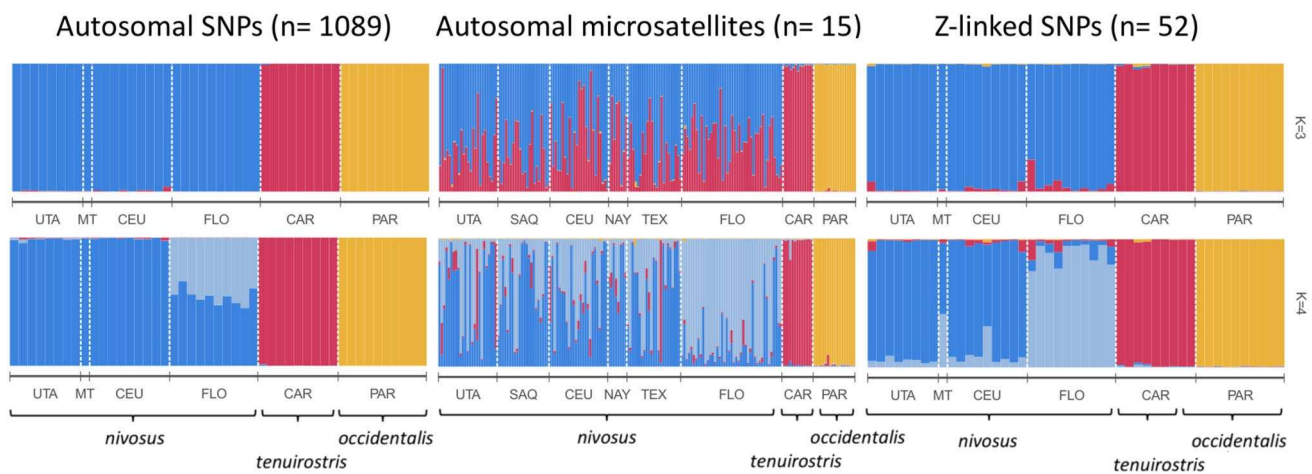 Autosomal SNPs (n= 1089) Autosomal microsatellites (n= 15) Z-linked SNPs (n= 52)
K=3
UTA MT CEU FLO CAR PAR UTA SAQ CEU NAY TEX FLO CAR PAR UTA MT CEU FLO CAR PAR
K=4
UTA MT CEU FLO CAR PAR UTA SAQ CEU NAY TEX FLO CAR PAR UTA MT CEU FLO CAR PAR
nivosus occidentalis nivosus occidentalis nivosus occidentalis
tenuirostris tenuirostris tenuirostris